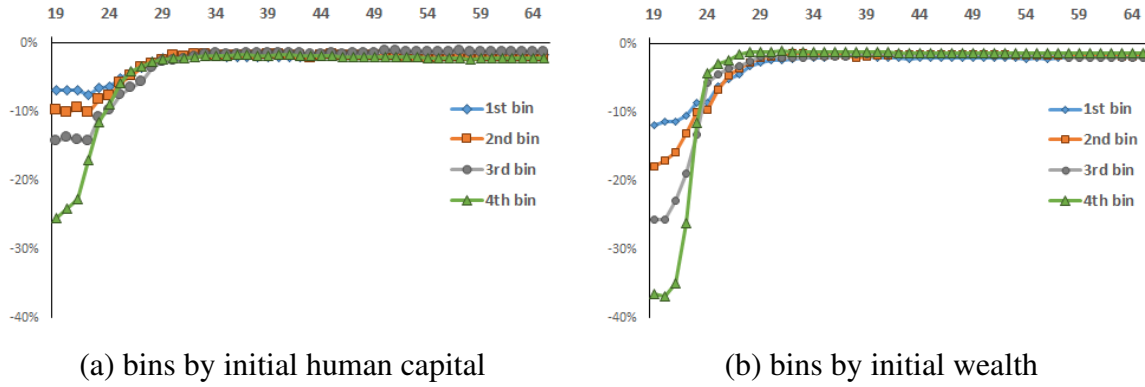 19 24 29 34 39 44 49 54 59 64
0%
-10%
-20%
-30%
-40%
1st bin
2nd bin
3rd bin
4th bin
(a) bins by initial human capital
19 24 29 34 39 44 49 54 59 64
0%
-10%
-20%
-30%
-40%
1st bin
2nd bin
3rd bin
4th bin
(b) bins by initial wealth